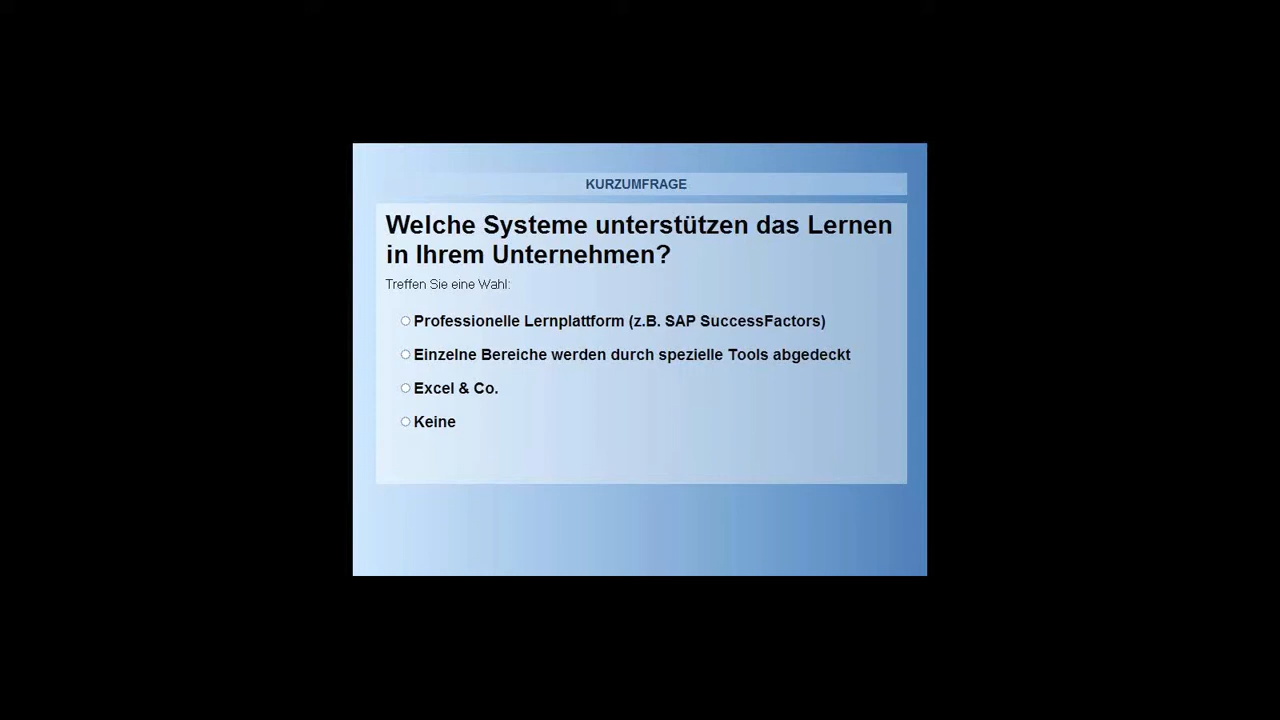 KURZUMFRAGE
Welche Systeme unterstützen das Lernen
in Ihrem Unternehmen?
Treffen Sie eine Wahl:
Professionelle Lernplattform (z.B. SAP SuccessFactors)
Einzelne Bereiche werden durch spezielle Tools abgedeckt
Excel & Co.
Keine